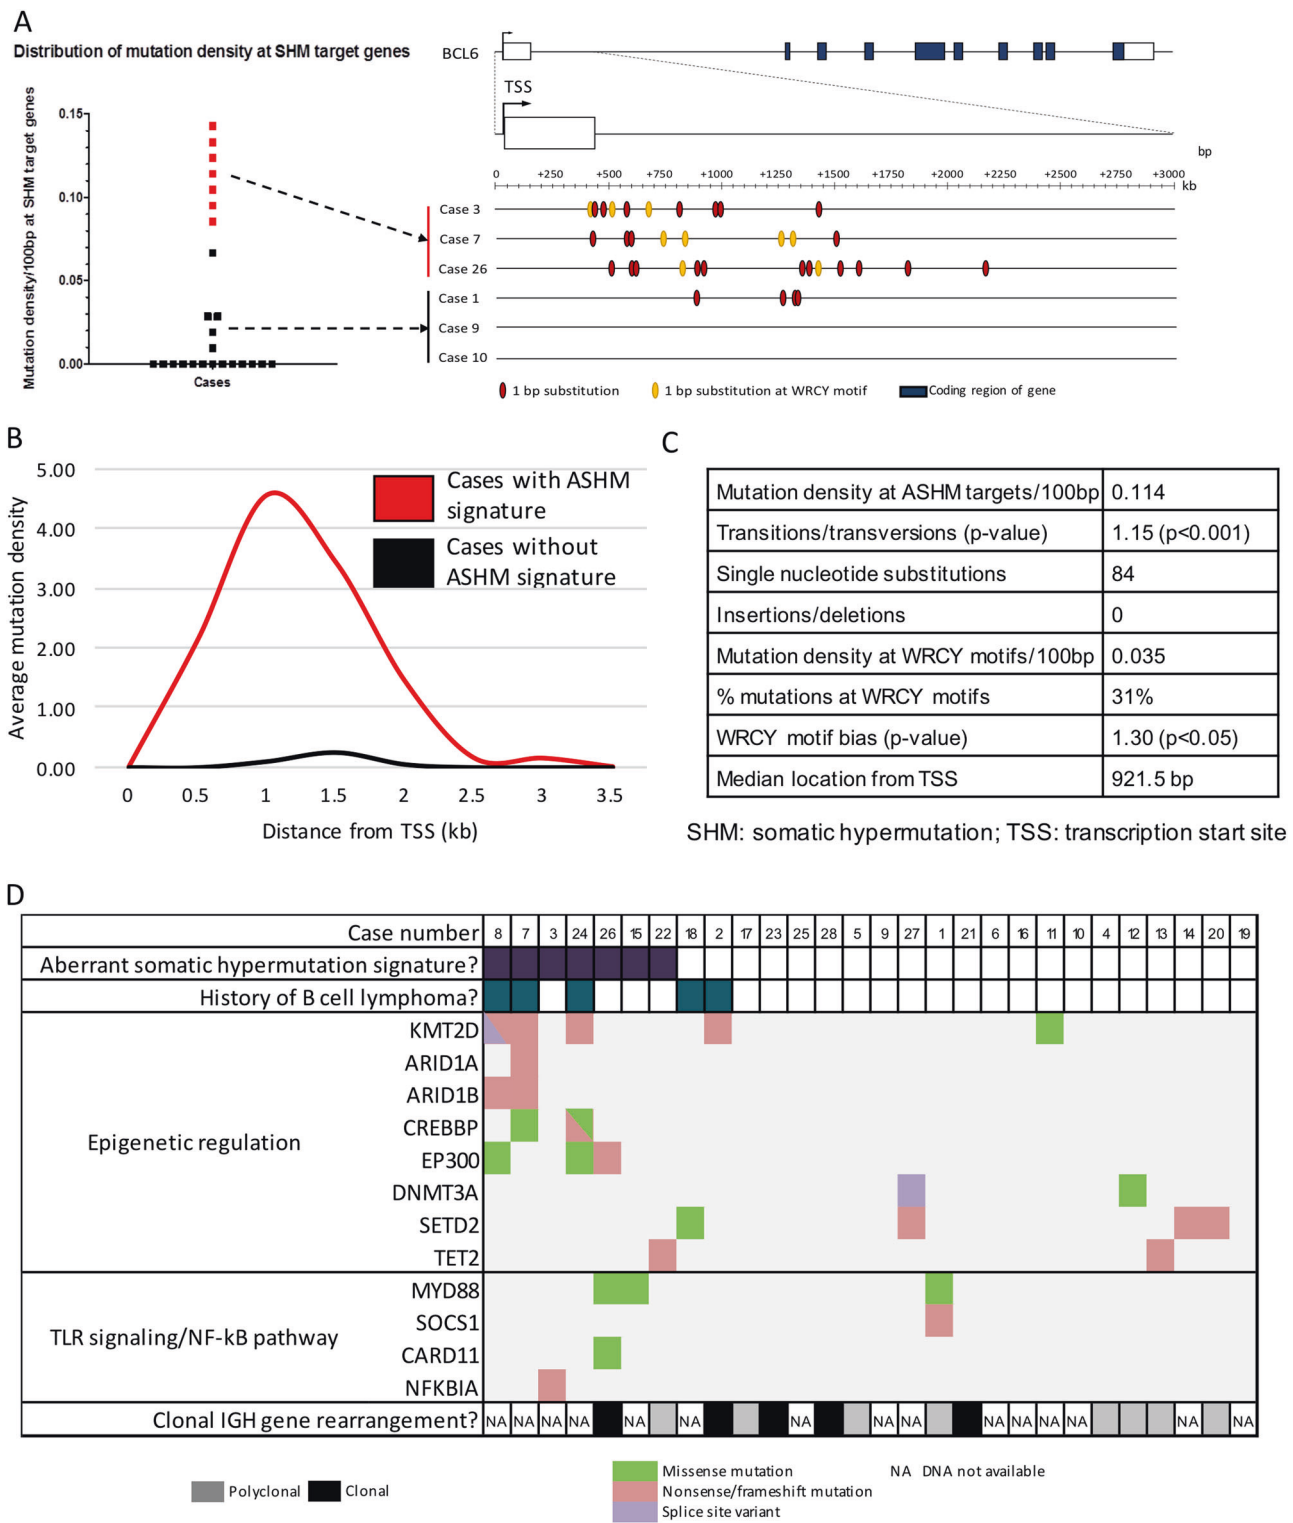 A
Distribution of mutation density at SHM target genes
Mutation density/100bp at SHM target genes
0.15
0.10
0.05
0.00
Cases
BCL6
TSS
bp
0 +250 +500 +750 +1000 +1250 +1500 +1750 +2000 +2250 +2500 +2750 +3000
kb
Case 3
Case 7
Case 26
Case 1
Case 9
Case 10
1 bp substitution
1 bp substitution at WRCY motif
Coding region of gene
B
Average mutation density
5.00
4.00
3.00
2.00
1.00
0.00
0 0.5 1 1.5 2 2.5 3 3.5
Distance from TSS (kb)
Cases with ASHM
signature
Cases without
ASHM signature
C
Mutation density at ASHM targets/100bp 0.114
Transitions/transversions (p-value) 1.15 (p<0.001)
Single nucleotide substitutions 84
Insertions/deletions 0
Mutation density at WRCY motifs/100bp 0.035
% mutations at WRCY motifs 31%
WRCY motif bias (p-value) 1.30 (p<0.05)
Median location from TSS 921.5 bp
SHM: somatic hypermutation; TSS: transcription start site
D
Case number 8 7 3 24 26 15 22 18 2 17 23 25 28 5 9 27 1 21 6 16 11 10 4 12 13 14 20 19
Aberrant somatic hypermutation signature?
History of B cell lymphoma?
Epigenetic regulation
KMT2D
ARID1A
ARID1B
CREBBP
EP300
DNMT3A
SETD2
TET2
TLR signaling/NF-kB pathway
MYD88
SOCS1
CARD11
NFKBIA
Clonal IGH gene rearrangement? NA NA NA NA NA NA NA NA NA NA NA NA NA NA NA
Polyclonal
Clonal
Missense mutation
Nonsense/frameshift mutation
Splice site variant
NA DNA not available